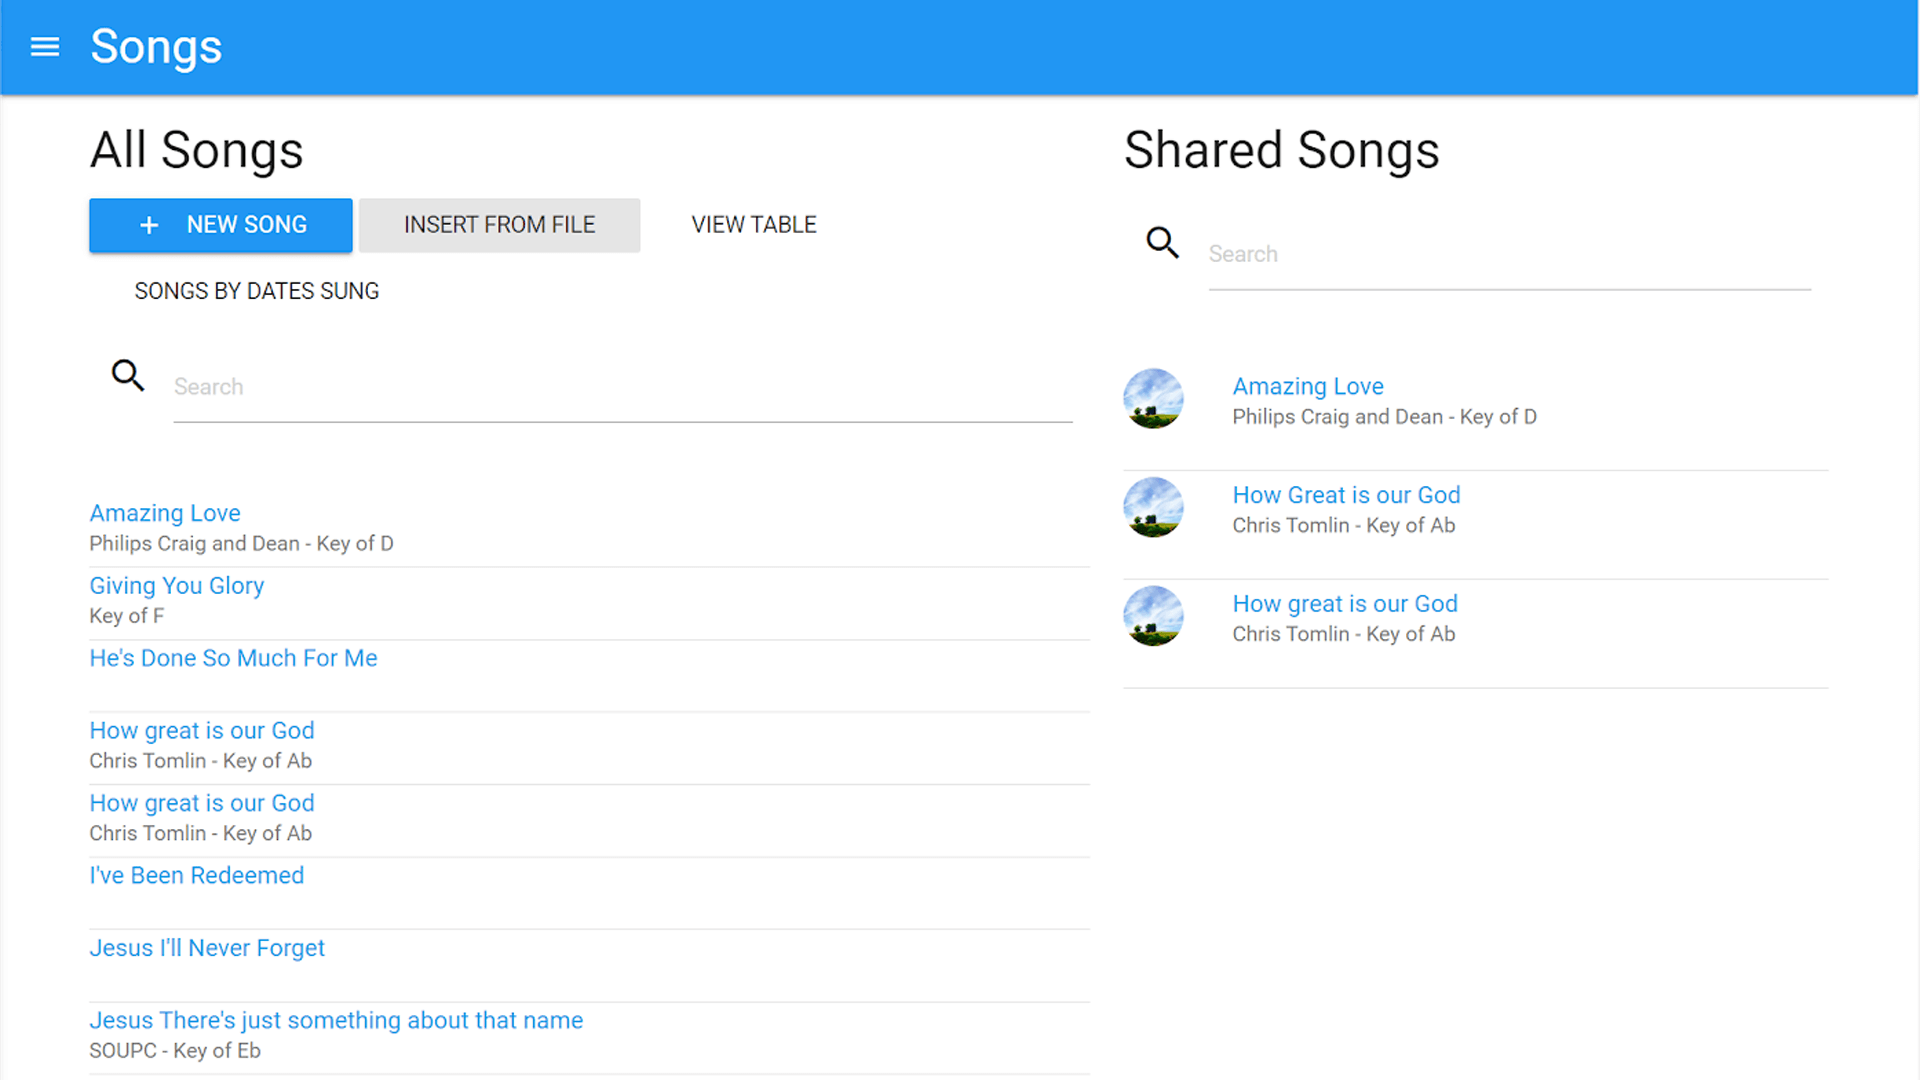 Songs
All Songs
+ NEW SONG
INSERT FROM FILE
VIEW TABLE
SONGS BY DATES SUNG
Search
Amazing Love
Philips Craig and Dean - Key of D
Giving You Glory
Key of F
He's Done So Much For Me
How great is our God
Chris Tomlin - Key of Ab
How great is our God
Chris Tomlin - Key of Ab
I've Been Redeemed
Jesus I'll Never Forget
Jesus There's just something about that name
SOUPC - Key of Eb
Shared Songs
Search
Amazing Love
Philips Craig and Dean - Key of D
How Great is our God
Chris Tomlin - Key of Ab
How great is our God
Chris Tomlin - Key of Ab